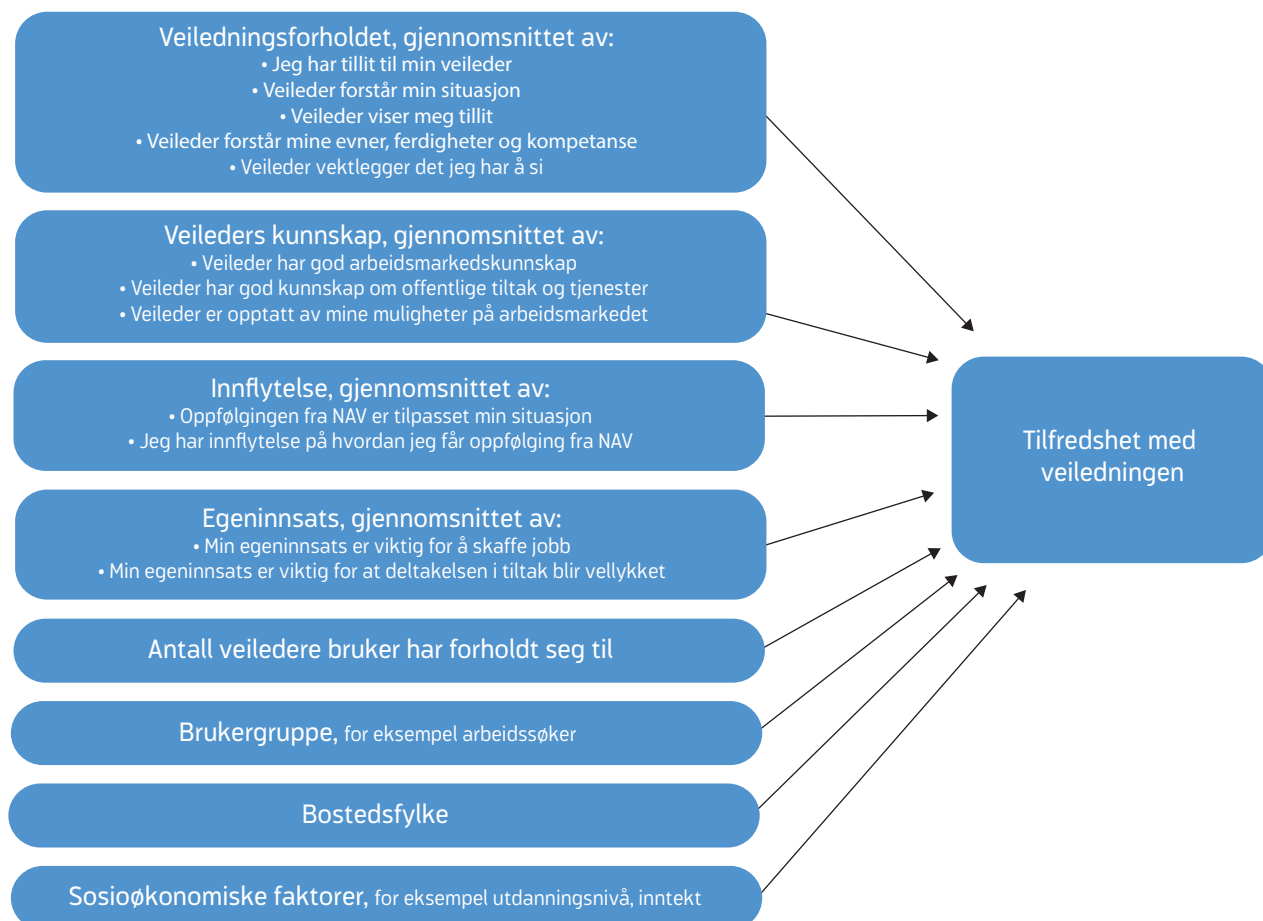 Veiledningsforholdet, gjennomsnittet av:
• Jeg har tillit til min veileder
• Veileder forstår min situasjon
• Veileder viser meg tillit
• Veileder forstår mine evner, ferdigheter og kompetanse
• Veileder vektlegger det jeg har å si
Veileders kunnskap, gjennomsnittet av:
• Veileder har god arbeidsmarkedskunnskap
• Veileder har god kunnskap om offentlige tiltak og tjenester
• Veileder er opptatt av mine muligheter på arbeidsmarkedet
Innflytelse, gjennomsnittet av:
• Oppfølgingen fra NAV er tilpasset min situasjon
• Jeg har innflytelse på hvordan jeg får oppfølging fra NAV
Egeninnsats, gjennomsnittet av:
• Min egeninnsats er viktig for å skaffe jobb
• Min egeninnsats er viktig for at deltakelsen i tiltak blir vellykket
Antall veiledere bruker har forholdt seg til
Brukergruppe, for eksempel arbeidssøker
Bostedsfylke
Sosioøkonomiske faktorer, for eksempel utdanningsnivå, inntekt
Tilfredshet med
veiledningen